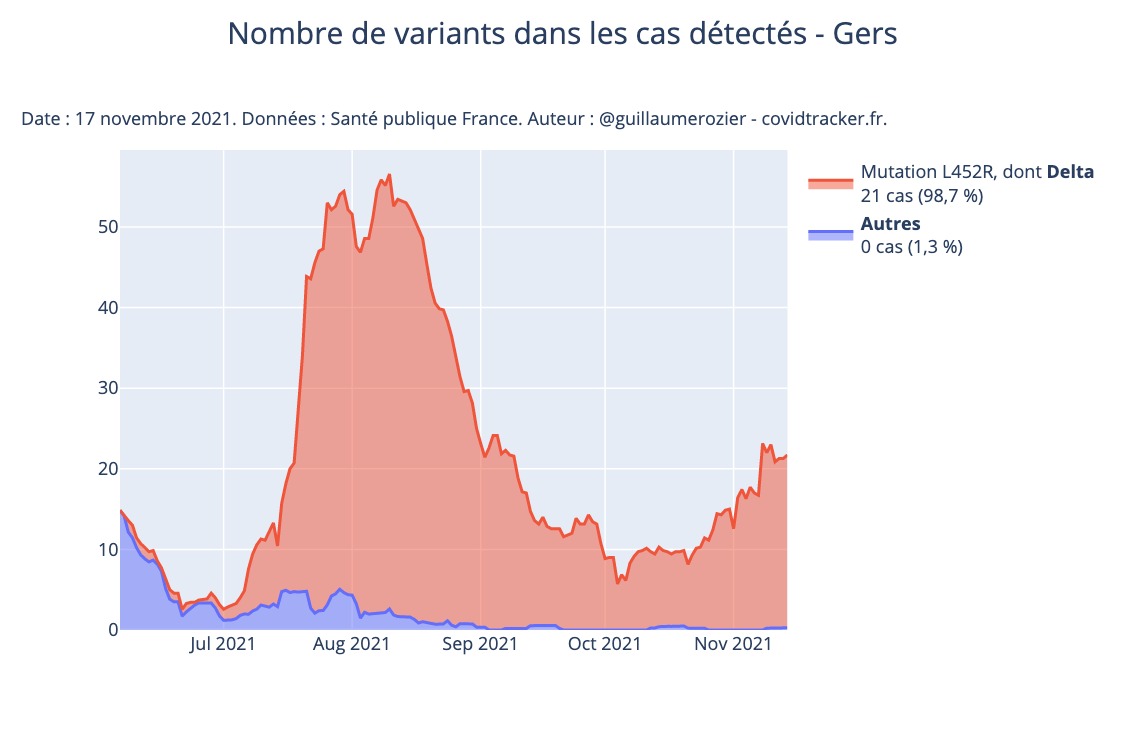 Nombre de variants dans les cas détectés - Gers
Date : 17 novembre 2021. Données : Santé publique France. Auteur : @guillaumerozier - covidtracker.fr.
Mutation L452R, dont Delta
21 cas (98,7 %)
Autres
0 cas (1,3 %)
50
40
30
20
10
0
Jul 2021
Aug 2021
Sep 2021
Oct 2021
Nov 2021